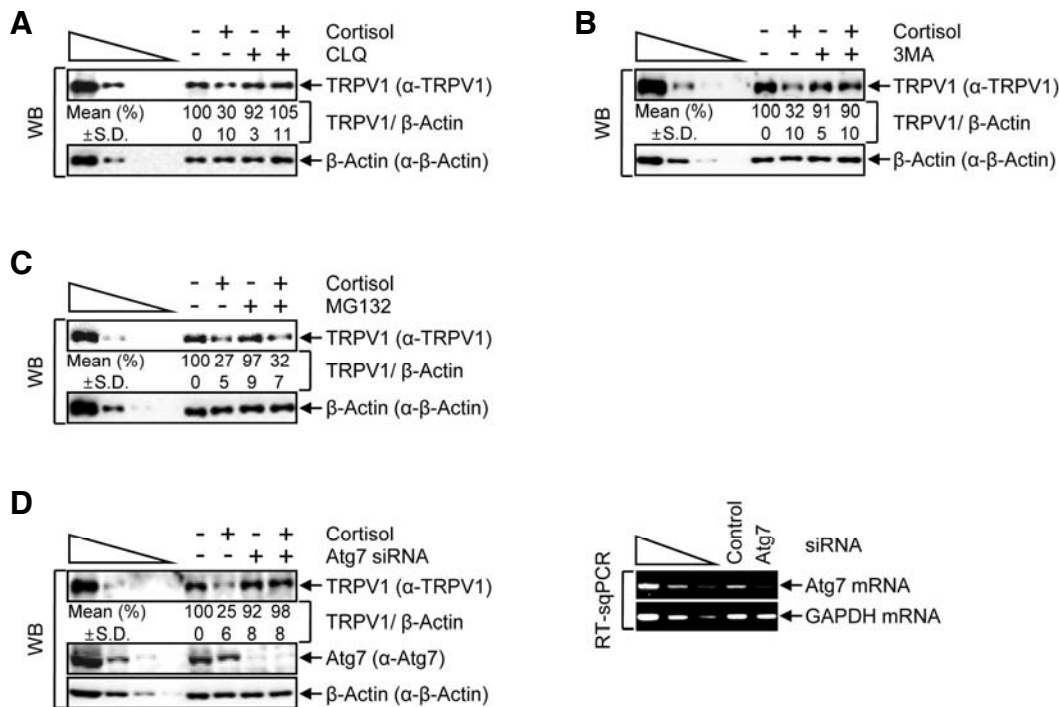 A
- + - + Cortisol
- - + + CLQ
WB
TRPV1 (α-TRPV1)
Mean (%) 100 30 92 105
±S.D. 0 10 3 11
TRPV1/ β-Actin
β-Actin (α-β-Actin)
B
- + - + Cortisol
- - + + 3MA
WB
TRPV1 (α-TRPV1)
Mean (%) 100 32 91 90
±S.D. 0 10 5 10
TRPV1/ β-Actin
β-Actin (α-β-Actin)
C
- + - + Cortisol
- - + + MG132
WB
TRPV1 (α-TRPV1)
Mean (%) 100 27 97 32
±S.D. 0 5 9 7
TRPV1/ β-Actin
β-Actin (α-β-Actin)
D
- + - + Cortisol
- - + + Atg7 siRNA
WB
TRPV1 (α-TRPV1)
Mean (%) 100 25 92 98
±S.D. 0 6 8 8
TRPV1/ β-Actin
Atg7 (α-Atg7)
β-Actin (α-β-Actin)
Control
Atg7
siRNA
RT-sqPCR
Atg7 mRNA
GAPDH mRNA